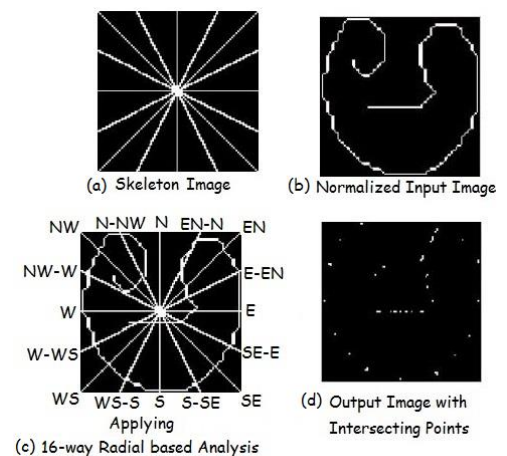 (a) Skeleton Image
(b) Normalized Input Image
NW N-NW N EN-N EN
NW-W E-EN
W E
W-WS SE-E
WS WS-S S S-SE SE
Applying
(c) 16-way Radial based Analysis
(d) Output Image with
Intersecting Points